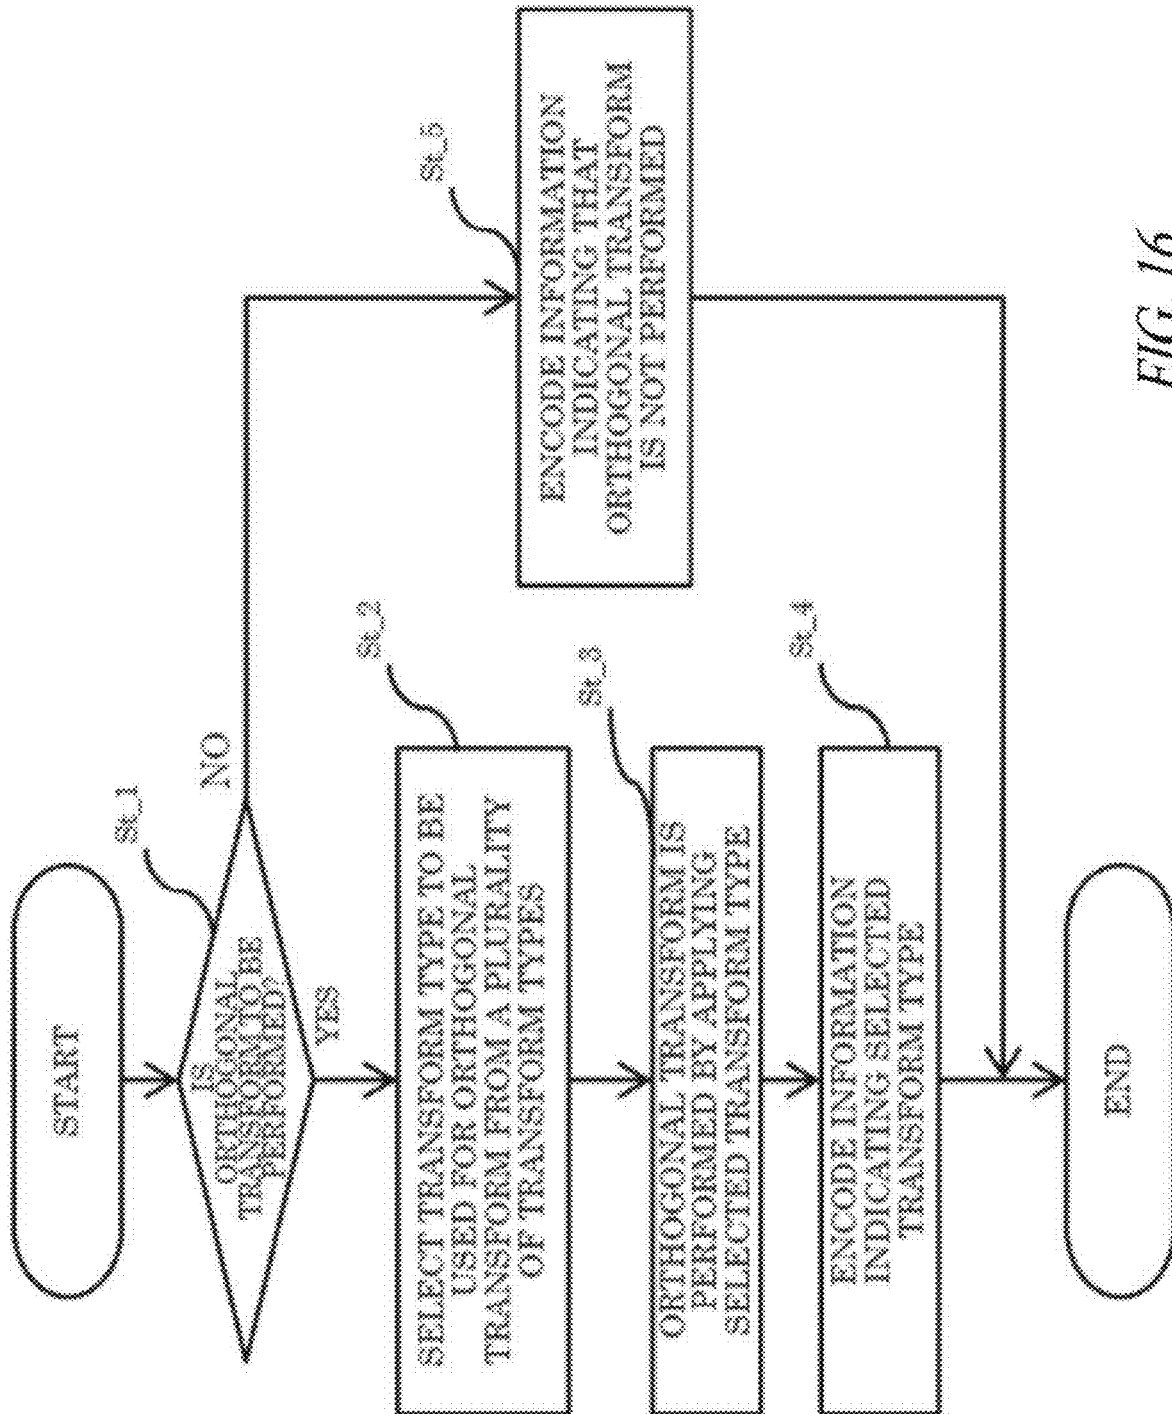 START
St_1
IS
ORTHOGONAL
TRANSFORM TO BE
PERFORMED?
NO
YES
St_2
SELECT TRANSFORM TYPE TO BE
USED FOR ORTHOGONAL
TRANSFORM FROM A PLURALITY
OF TRANSFORM TYPES
St_3
ORTHOGONAL TRANSFORM IS
PERFORMED BY APPLYING
SELECTED TRANSFORM TYPE
St_4
ENCODE INFORMATION
INDICATING SELECTED
TRANSFORM TYPE
St_5
ENCODE INFORMATION
INDICATING THAT
ORTHOGONAL TRANSFORM
IS NOT PERFORMED
END
FIG. 16